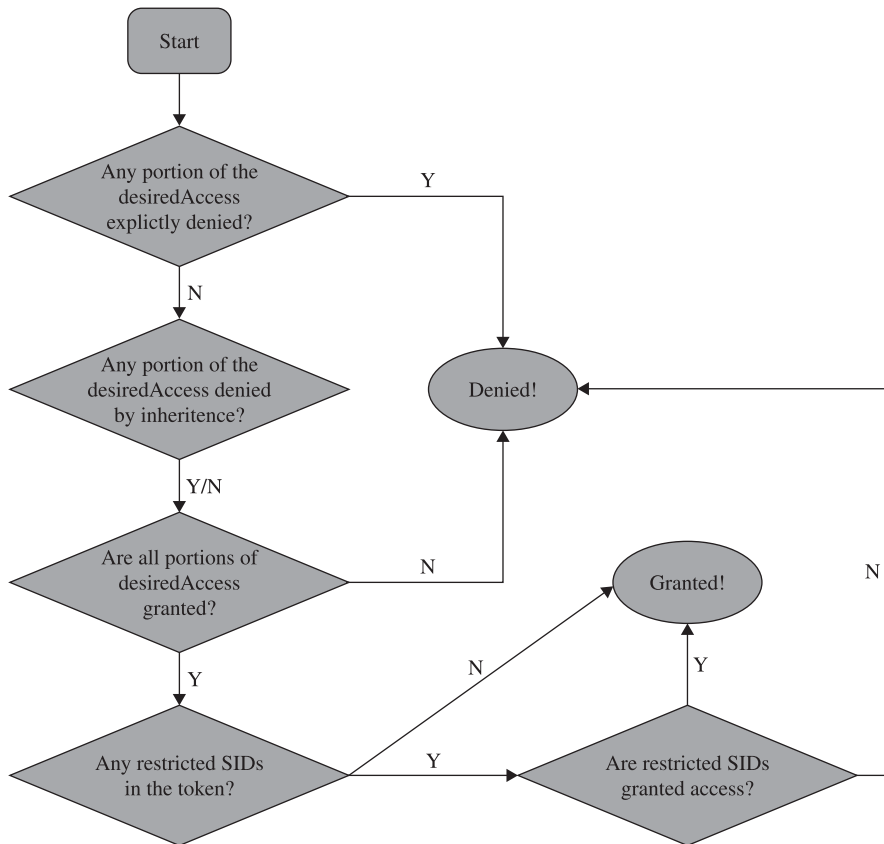 Start
Any portion of the
desiredAccess
explictly denied?
Y
N
Any portion of the
desiredAccess denied
by inheritence?
Denied!
Y/N
Are all portions of
desiredAccess
granted?
N
Granted!
N
Y
N
Y
Any restricted SIDs
in the token?
Y
Are restricted SIDs
granted access?